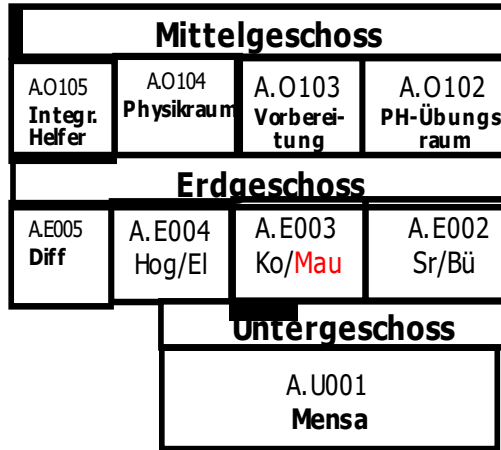 Mittelgeschoss
A.O105
Integr.
Helfer
A.O104
Physikraum
A.O103
Vorberei-
tung
A.O102
PH-Übungs
raum
Erdgeschoss
A.E005
Diff
A.E004
Hog/El
A.E003
Ko/Mau
A.E002
Sr/Bü
Untergeschoss
A.U001
Mensa